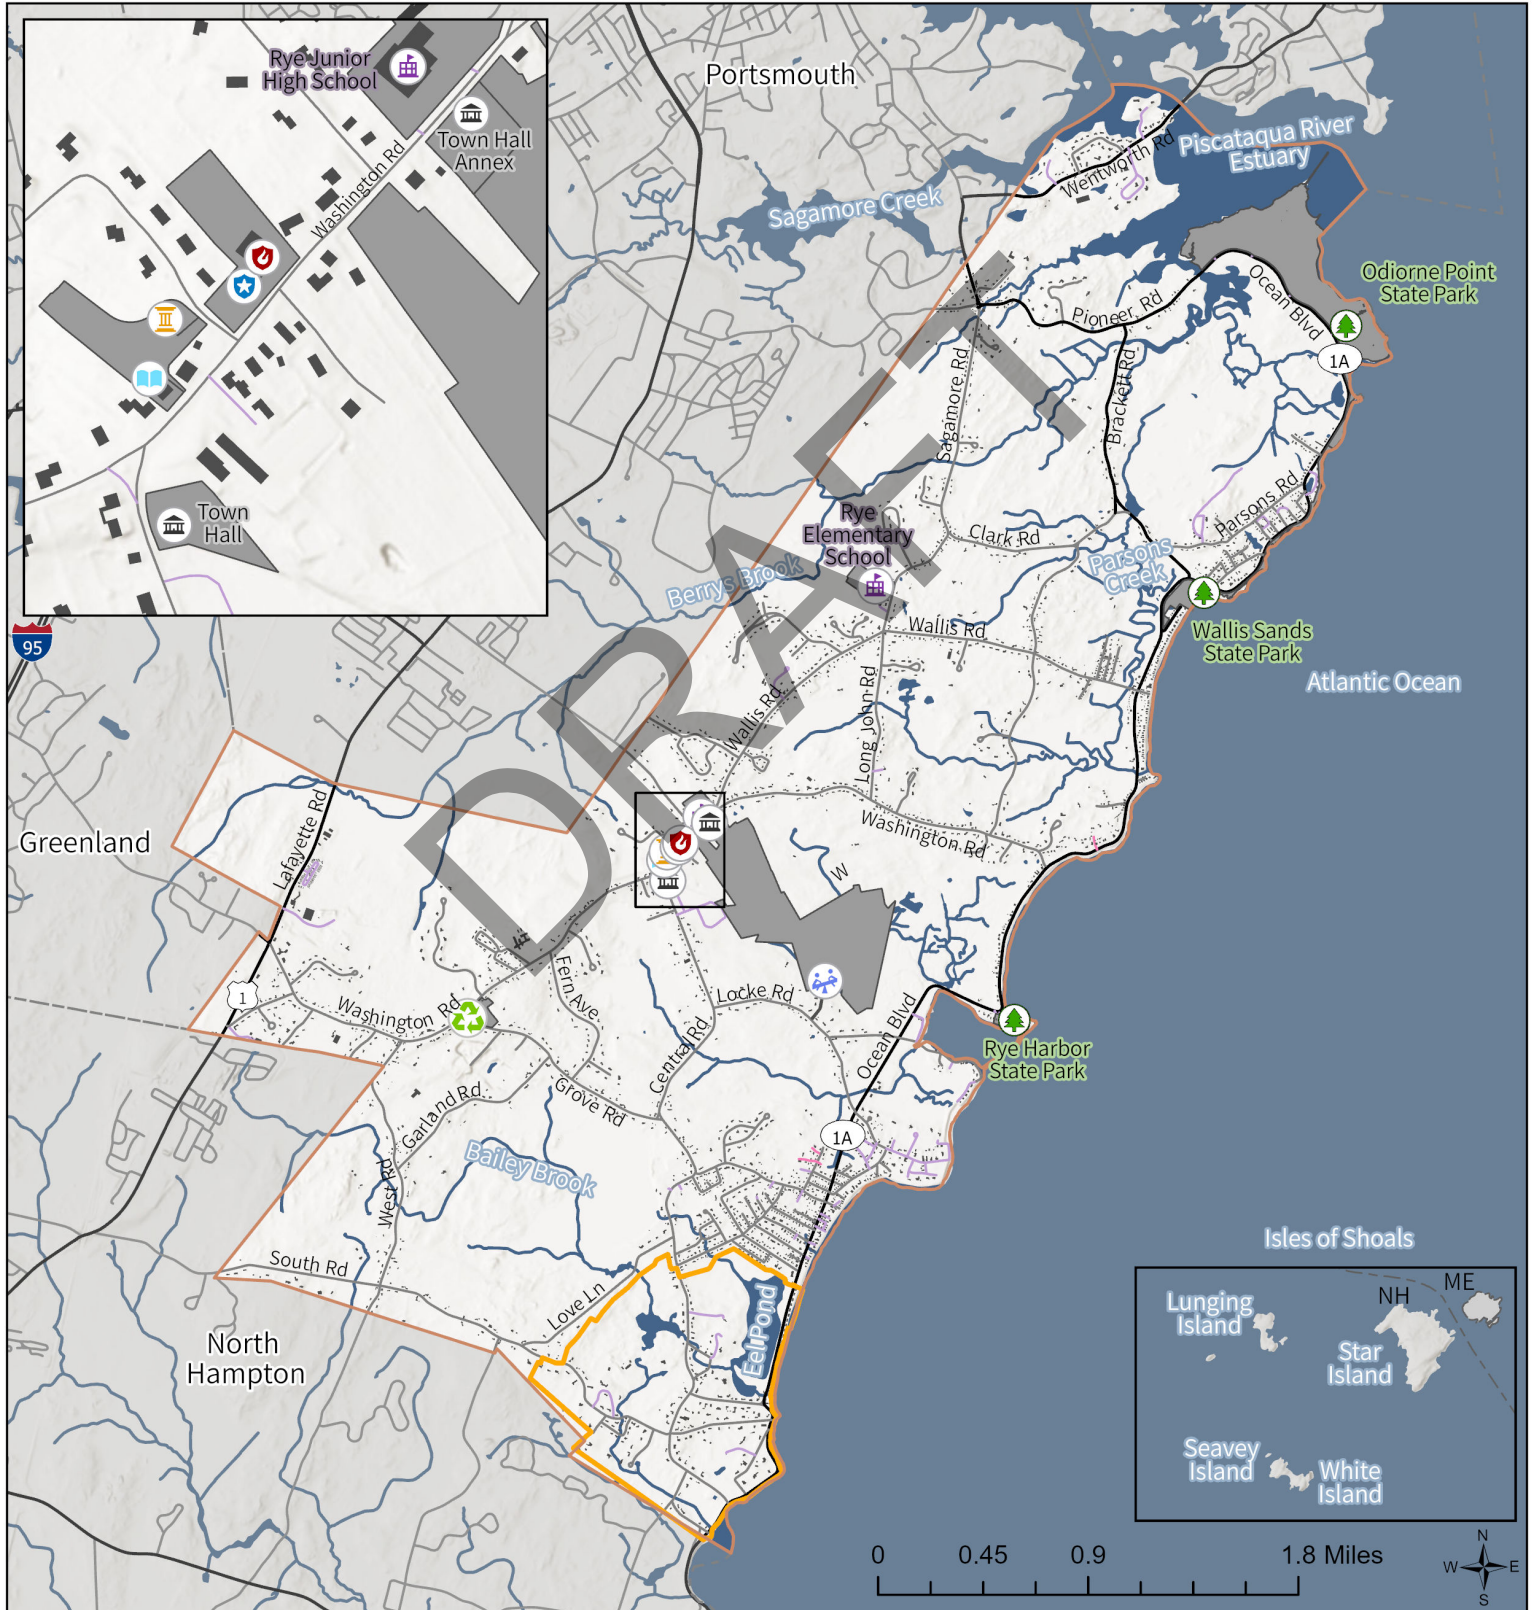 Rye Junior
High School
Town Hall
Annex
Washington Rd
Town
Hall
Portsmouth
Piscataqua River
Estuary
Wentworth Rd
Sagamore Creek
Odiorne Point
State Park
Ocean Blvd
1A
Pioneer Rd
Sagamore Rd
Brackett Rd
Parsons Rd
Rye
Elementary
School
Clark Rd
Parsons
Creek
Berrys Brook
Wallis Rd
Wallis Sands
State Park
95
Atlantic Ocean
Wallis Rd
Long John Rd
DRAFT
Greenland
Lafayette Rd
Washington Rd
W
Fern Ave
1
Washington Rd
Locke Rd
Ocean Blvd
Central Rd
Rye Harbor
State Park
Garland Rd
Grove Rd
1A
Bailey Brook
West Rd
South Rd
Love Ln
Eel Pond
North
Hampton
Isles of Shoals
ME
NH
Lunging
Island
Star
Island
Seavey
Island
White
Island
0 0.45 0.9 1.8 Miles
N
W E
S